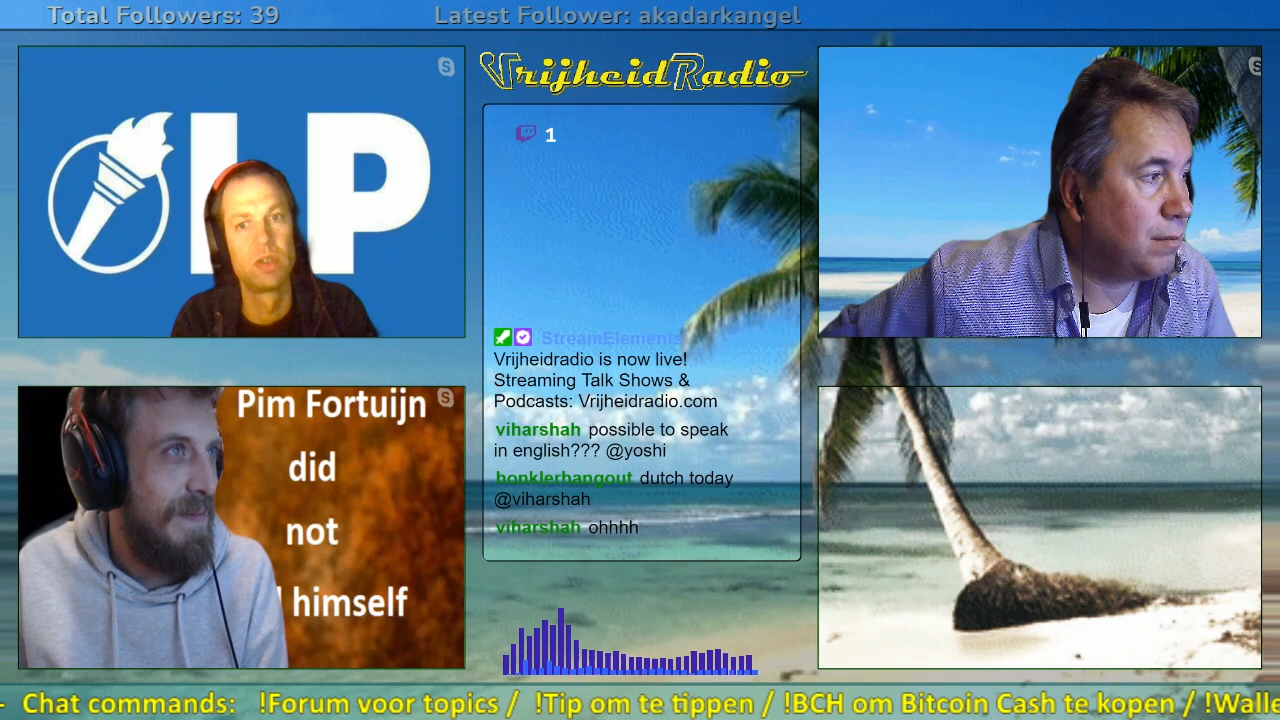 Total Followers: 39
Latest Follower: akadarkangel
VrijheidRadio
LP
1
StreamElements
Vrijheidradio is now live!
Streaming Talk Shows &
Podcasts: Vrijheidradio.com
viharshah possible to speak
in english??? @yoshi
honklerhangout dutch today
@viharshah
viharshah ohhhh
Pim Fortuijn
did
not
himself
- Chat commands: !Forum voor topics / !Tip om te tippen / !BCH om Bitcoin Cash te kopen /